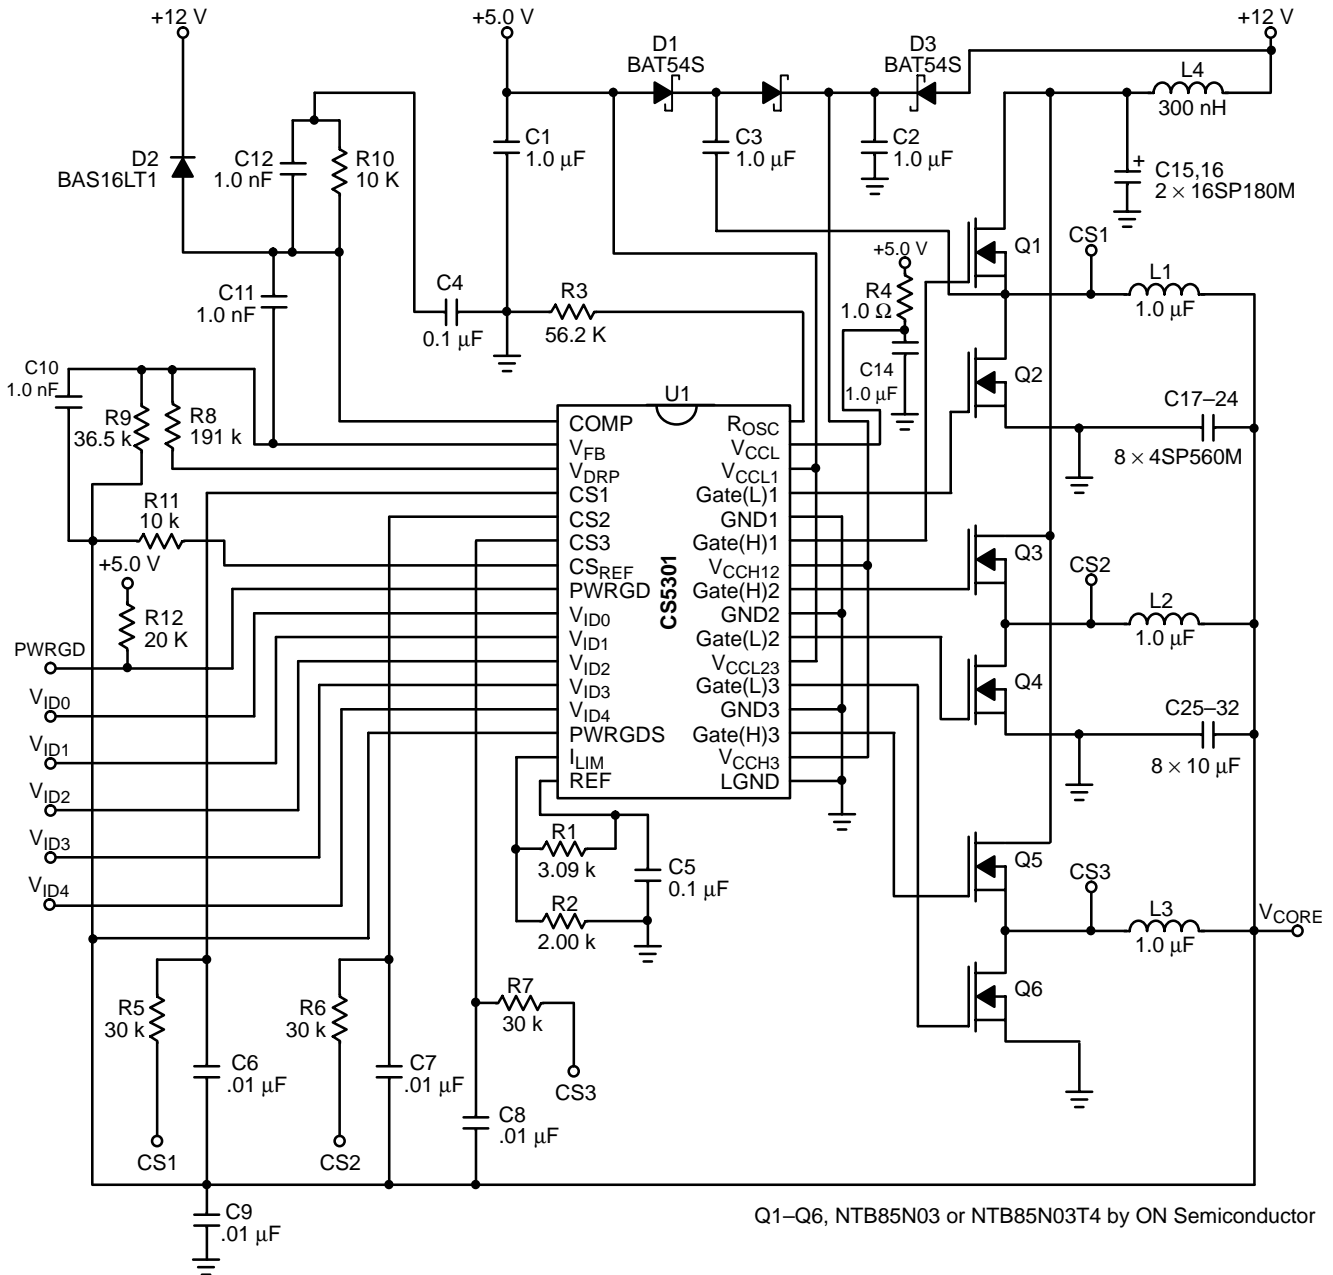 +12 V
+5.0 V
+12 V
D1
BAT54S
D3
BAT54S
L4
300 nH
D2
BAS16LT1
C12
1.0 nF
R10
10 K
C1
1.0 μF
C3
1.0 μF
C2
1.0 μF
+
C15,16
2 × 16SP180M
C11
1.0 nF
C4
0.1 μF
R3
56.2 K
+5.0 V
R4
1.0 Ω
C14
1.0 μF
Q1
CS1
L1
1.0 μF
Q2
C17–24
8 × 4SP560M
C10
1.0 nF
R9
36.5 k
R8
191 k
R11
10 k
+5.0 V
R12
20 K
PWRGD
VID0
VID1
VID2
VID3
VID4
U1
CS5301
COMP
VFB
VDRP
CS1
CS2
CS3
CSREF
PWRGD
VID0
VID1
VID2
VID3
VID4
PWRGDS
ILIM
REF
ROSC
VCCL
VCCL1
Gate(L)1
GND1
Gate(H)1
VCCH12
Gate(H)2
GND2
Gate(L)2
VCCL23
Gate(L)3
GND3
Gate(H)3
VCCH3
LGND
Q3
CS2
L2
1.0 μF
Q4
C25–32
8 × 10 μF
R1
3.09 k
R2
2.00 k
C5
0.1 μF
Q5
CS3
L3
1.0 μF
VCORE
Q6
R5
30 k
R6
30 k
R7
30 k
C6
.01 μF
C7
.01 μF
CS3
C8
.01 μF
CS1
CS2
C9
.01 μF
Q1–Q6, NTB85N03 or NTB85N03T4 by ON Semiconductor